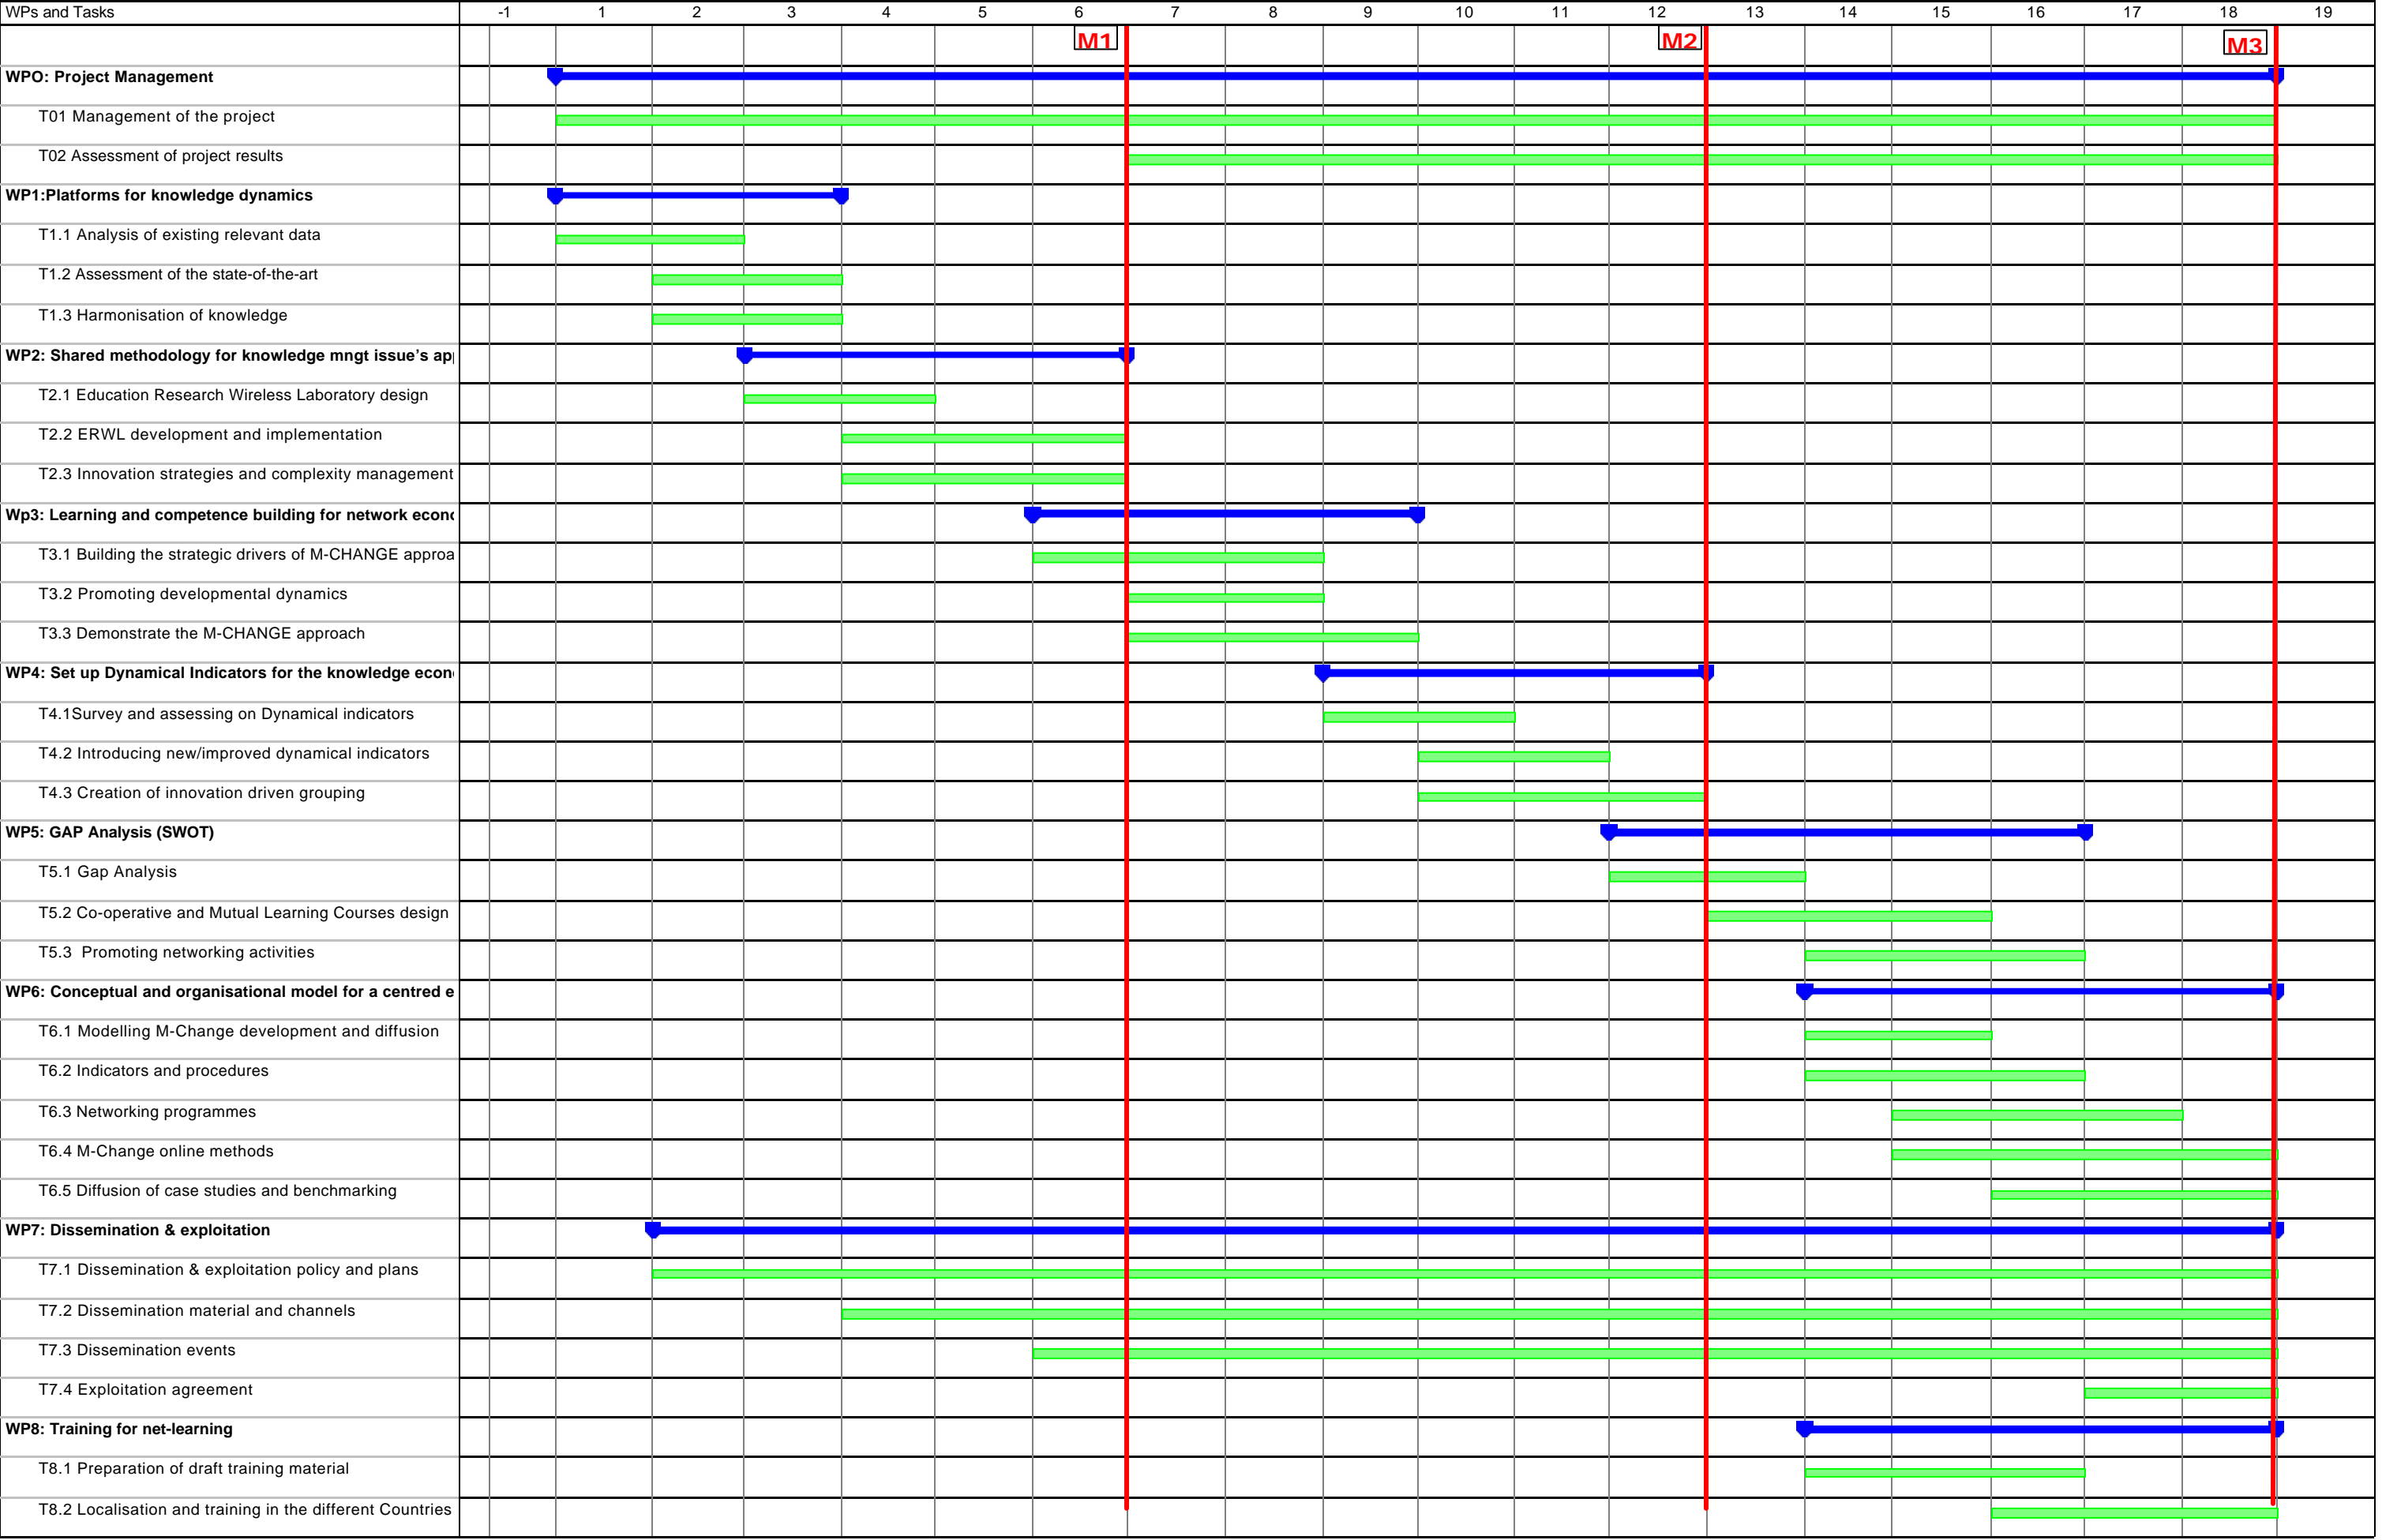 WPs and Tasks -1 1 2 3 4 5 6 7 8 9 10 11 12 13 14 15 16 17 18 19
M1 M2 M3
WPO: Project Management
T01 Management of the project
T02 Assessment of project results
WP1:Platforms for knowledge dynamics
T1.1 Analysis of existing relevant data
T1.2 Assessment of the state-of-the-art
T1.3 Harmonisation of knowledge
WP2: Shared methodology for knowledge mngt issue’s ap
T2.1 Education Research Wireless Laboratory design
T2.2 ERWL development and implementation
T2.3 Innovation strategies and complexity management
Wp3: Learning and competence building for network econo
T3.1 Building the strategic drivers of M-CHANGE approa
T3.2 Promoting developmental dynamics
T3.3 Demonstrate the M-CHANGE approach
WP4: Set up Dynamical Indicators for the knowledge econo
T4.1Survey and assessing on Dynamical indicators
T4.2 Introducing new/improved dynamical indicators
T4.3 Creation of innovation driven grouping
WP5: GAP Analysis (SWOT)
T5.1 Gap Analysis
T5.2 Co-operative and Mutual Learning Courses design
T5.3 Promoting networking activities
WP6: Conceptual and organisational model for a centred e
T6.1 Modelling M-Change development and diffusion
T6.2 Indicators and procedures
T6.3 Networking programmes
T6.4 M-Change online methods
T6.5 Diffusion of case studies and benchmarking
WP7: Dissemination & exploitation
T7.1 Dissemination & exploitation policy and plans
T7.2 Dissemination material and channels
T7.3 Dissemination events
T7.4 Exploitation agreement
WP8: Training for net-learning
T8.1 Preparation of draft training material
T8.2 Localisation and training in the different Countries